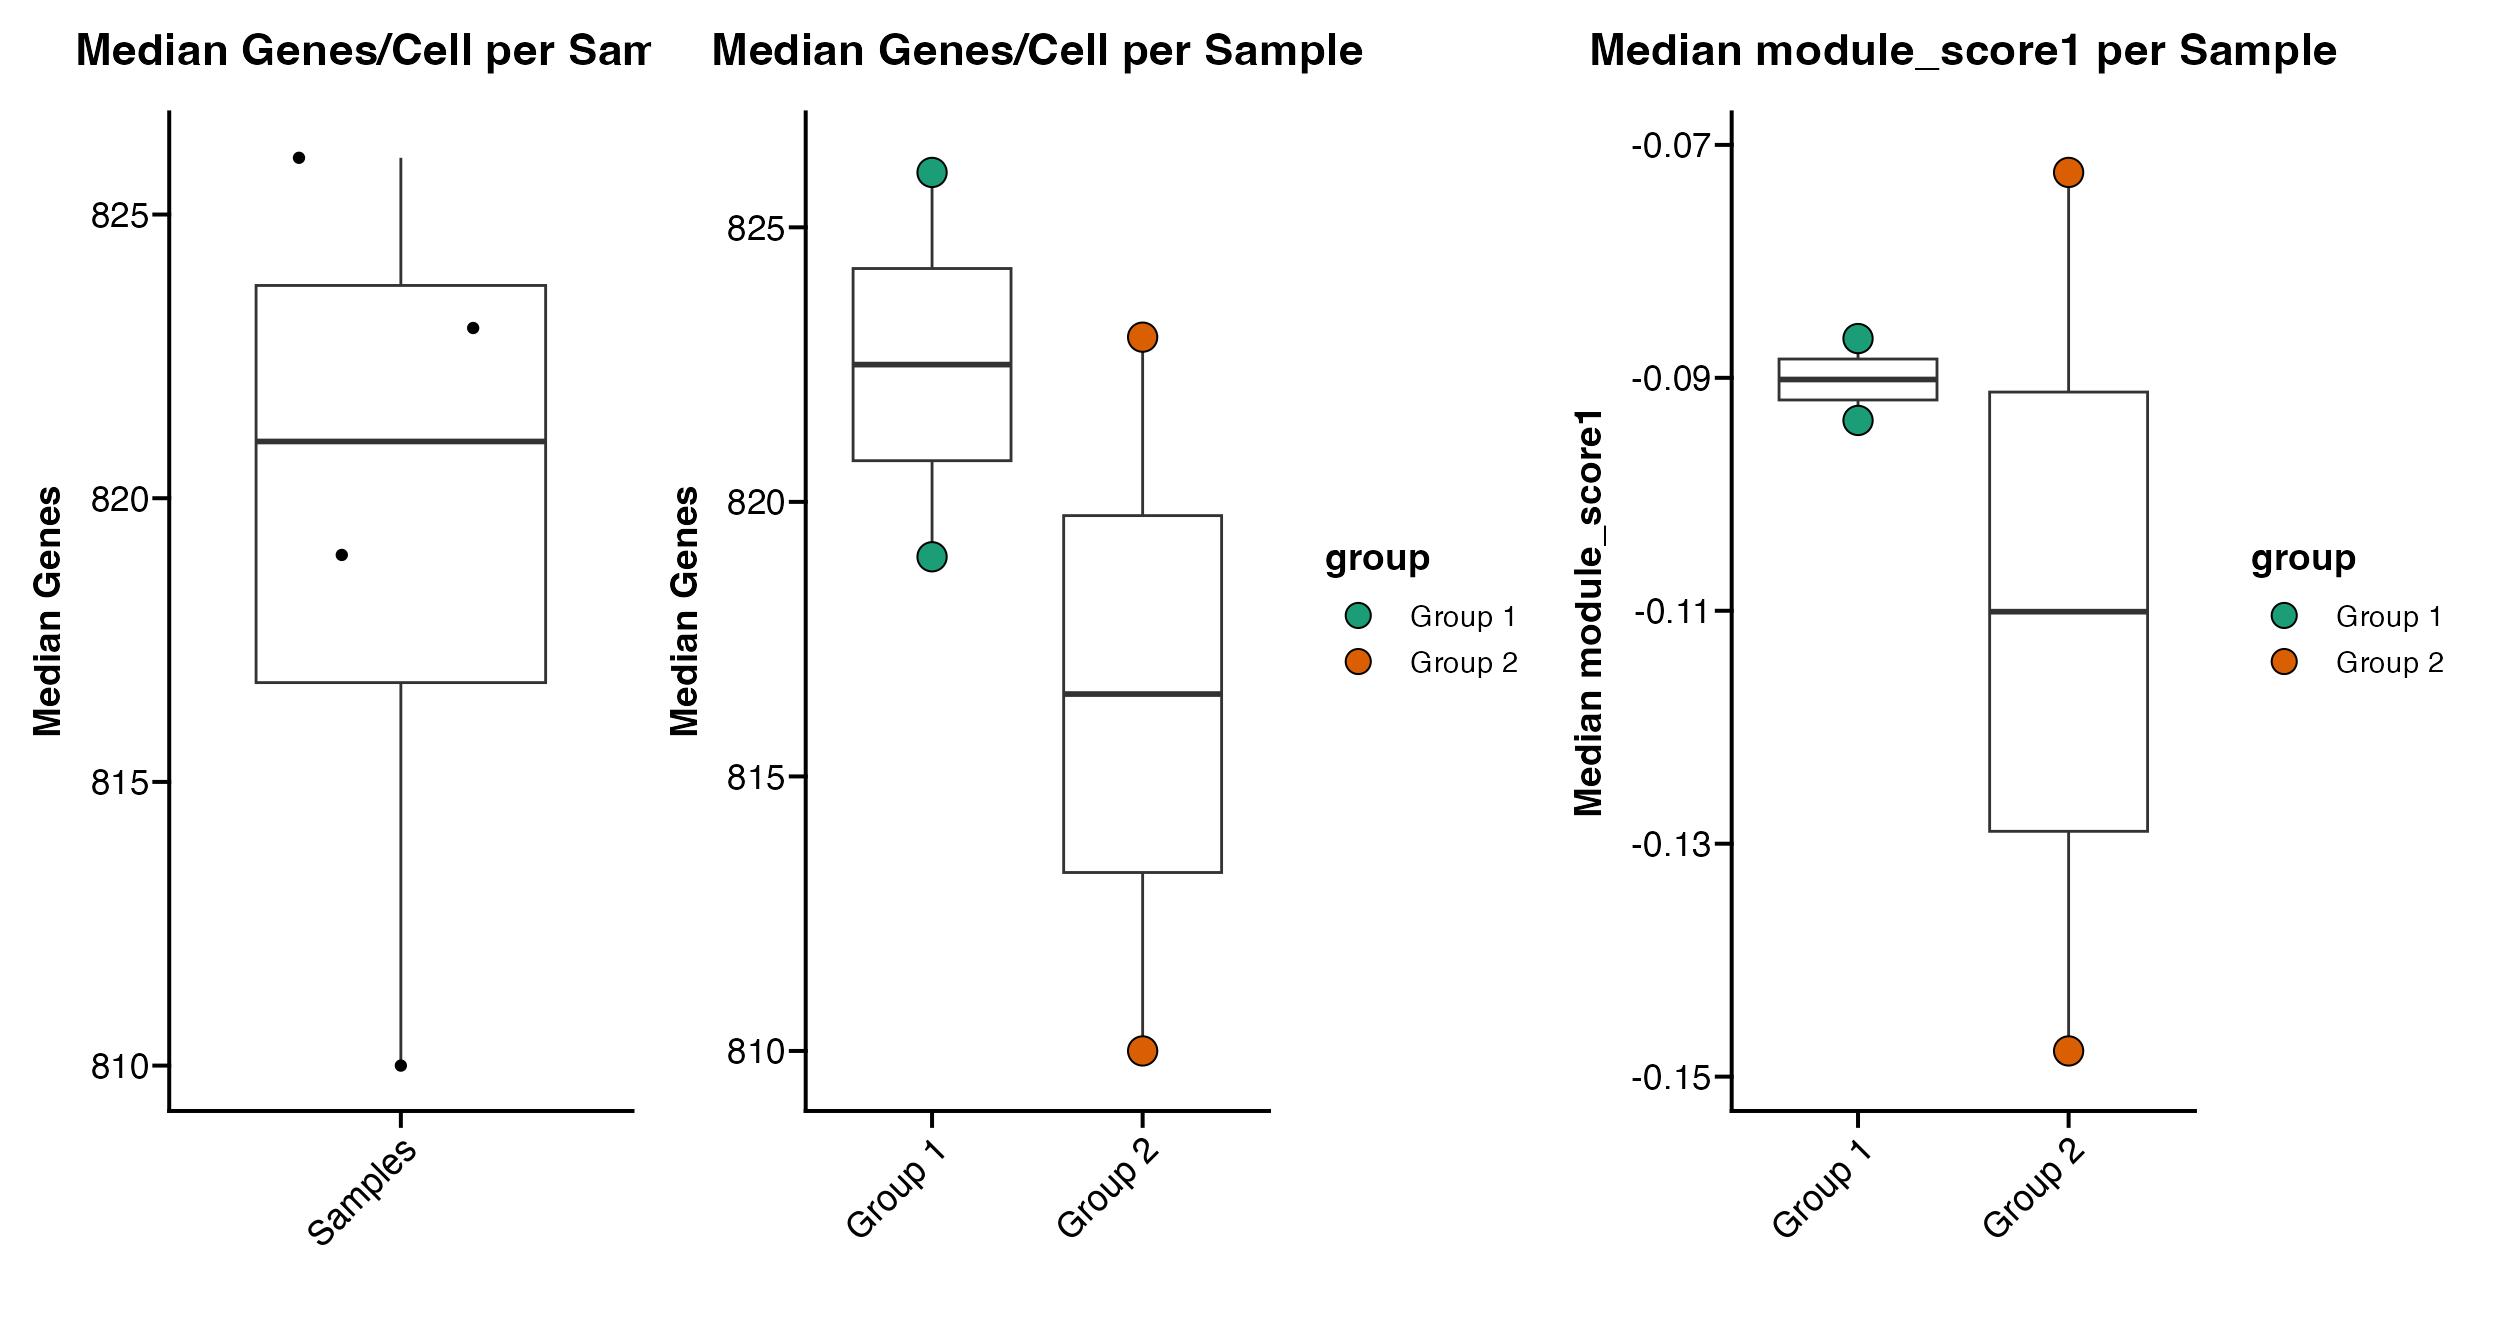 Median Genes/Cell per Sam
Median Genes
825
820
815
810
Samples
Median Genes/Cell per Sample
Median Genes
825
820
815
810
Group 1
Group 2
group
Group 1
Group 2
Median module_score1 per Sample
Median module_score1
-0.07
-0.09
-0.11
-0.13
-0.15
Group 1
Group 2
group
Group 1
Group 2